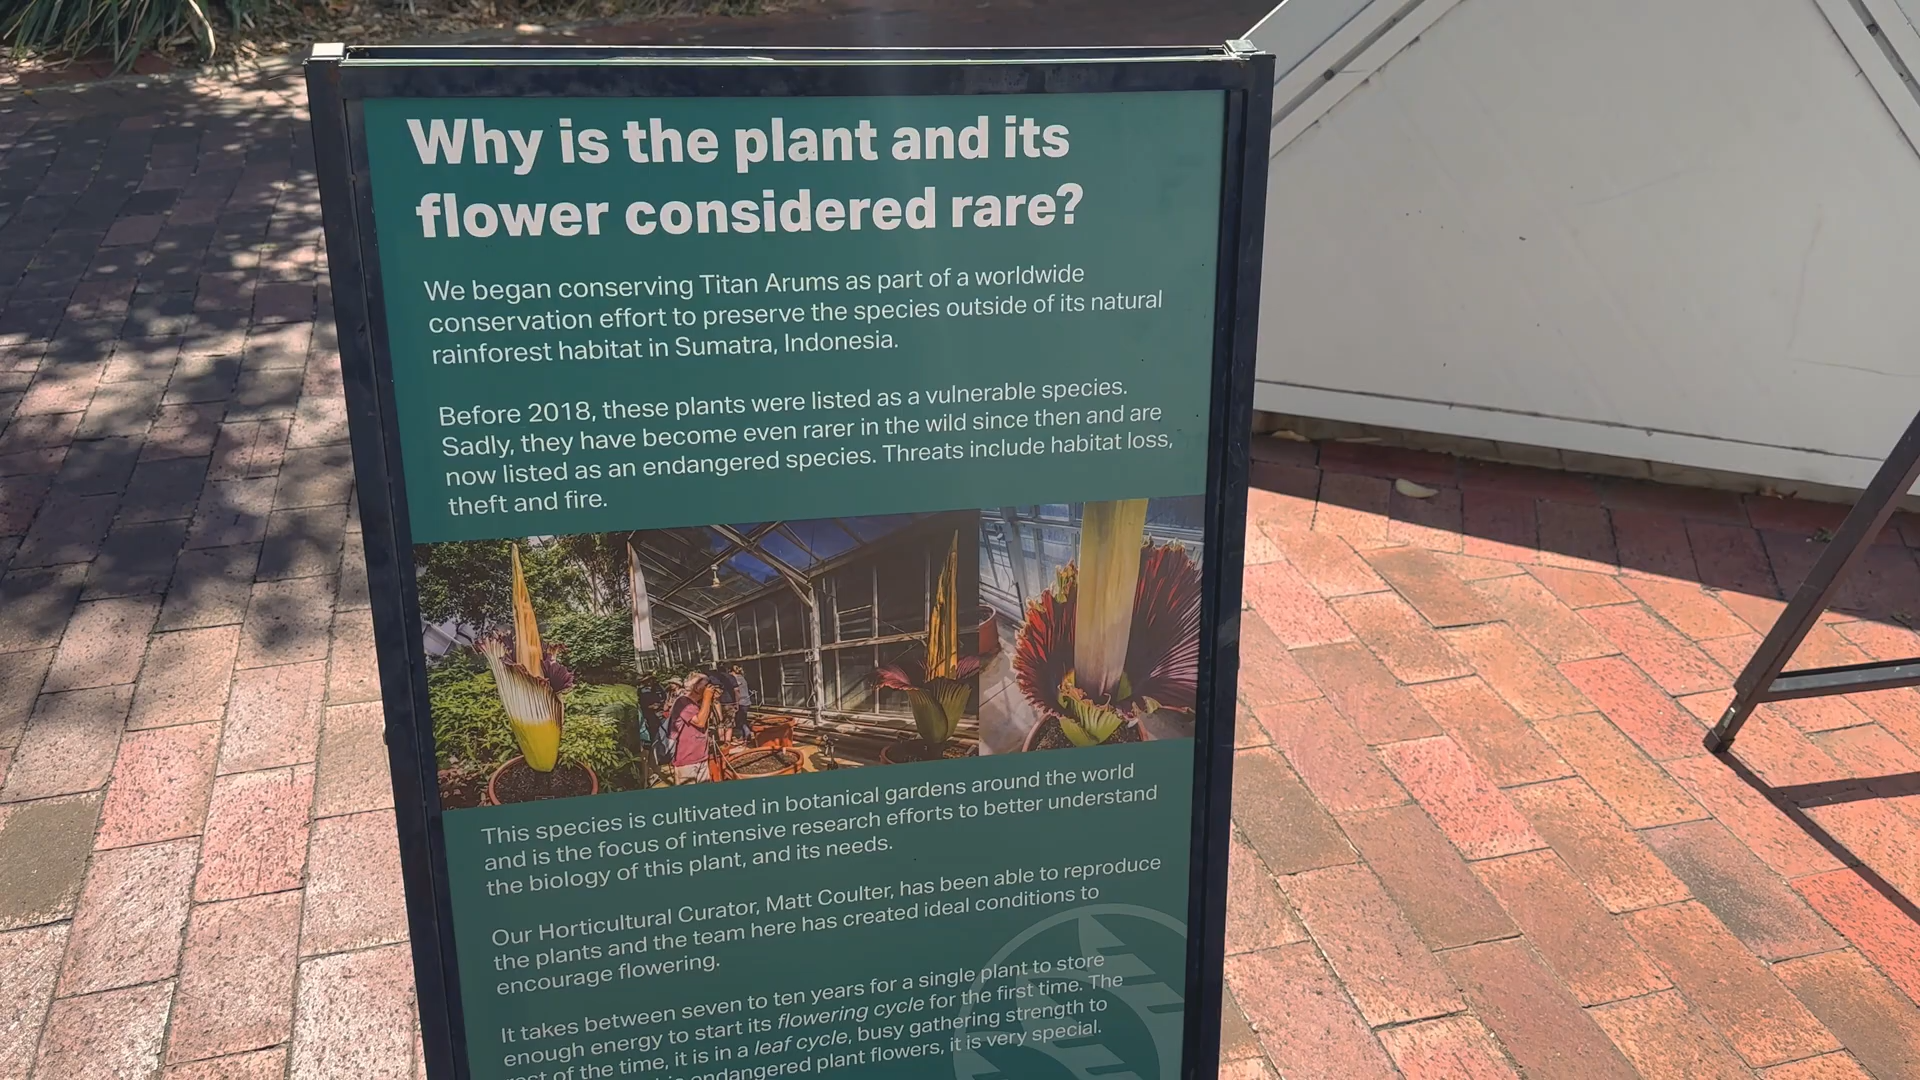 Why is the plant and its
flower considered rare?
We began conserving Titan Arums as part of a worldwide
conservation effort to preserve the species outside of its natural
rainforest habitat in Sumatra, Indonesia.
Before 2018, these plants were listed as a vulnerable species.
Sadly, they have become even rarer in the wild since then and are
now listed as an endangered species. Threats include habitat loss,
theft and fire.
This species is cultivated in botanical gardens around the world
and is the focus of intensive research efforts to better understand
the biology of this plant, and its needs.
Our Horticultural Curator, Matt Coulter, has been able to reproduce
the plants and the team here has created ideal conditions to
encourage flowering.
It takes between seven to ten years for a single plant to store
enough energy to start its flowering cycle for the first time. The
rest of the time, it is in a leaf cycle, busy gathering strength to
endangered plant flowers, it is very special.